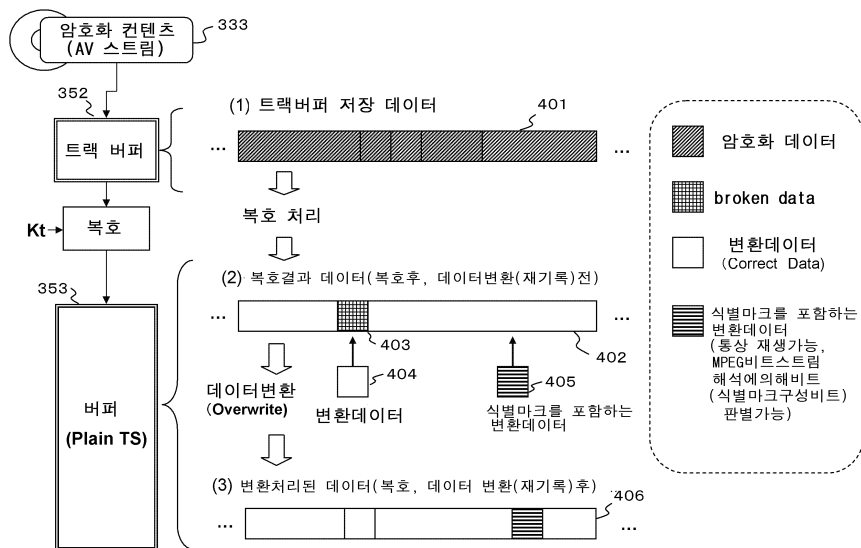 암호화 컨텐츠
(AV 스트림)
333
352
트랙 버퍼
Kt
복호
353
버퍼
(Plain TS)
(1) 트랙버퍼 저장 데이터
401
...
...
복호 처리
(2) 복호결과 데이터(복호후, 데이터변환(재기록)전)
...
...
403
402
404
405
데이터변환
(Overwrite)
변환데이터
식별마크를 포함하는
변환데이터
(3) 변환처리된 데이터(복호, 데이터 변환(재기록)후)
406
...
...
암호화 데이터
broken data
변환데이터
(Correct Data)
식별마크를 포함하는
변환데이터
(통상 재생가능,
MPEG비트스트림
해석에의해비트
(식별마크구성비트)
판별가능)